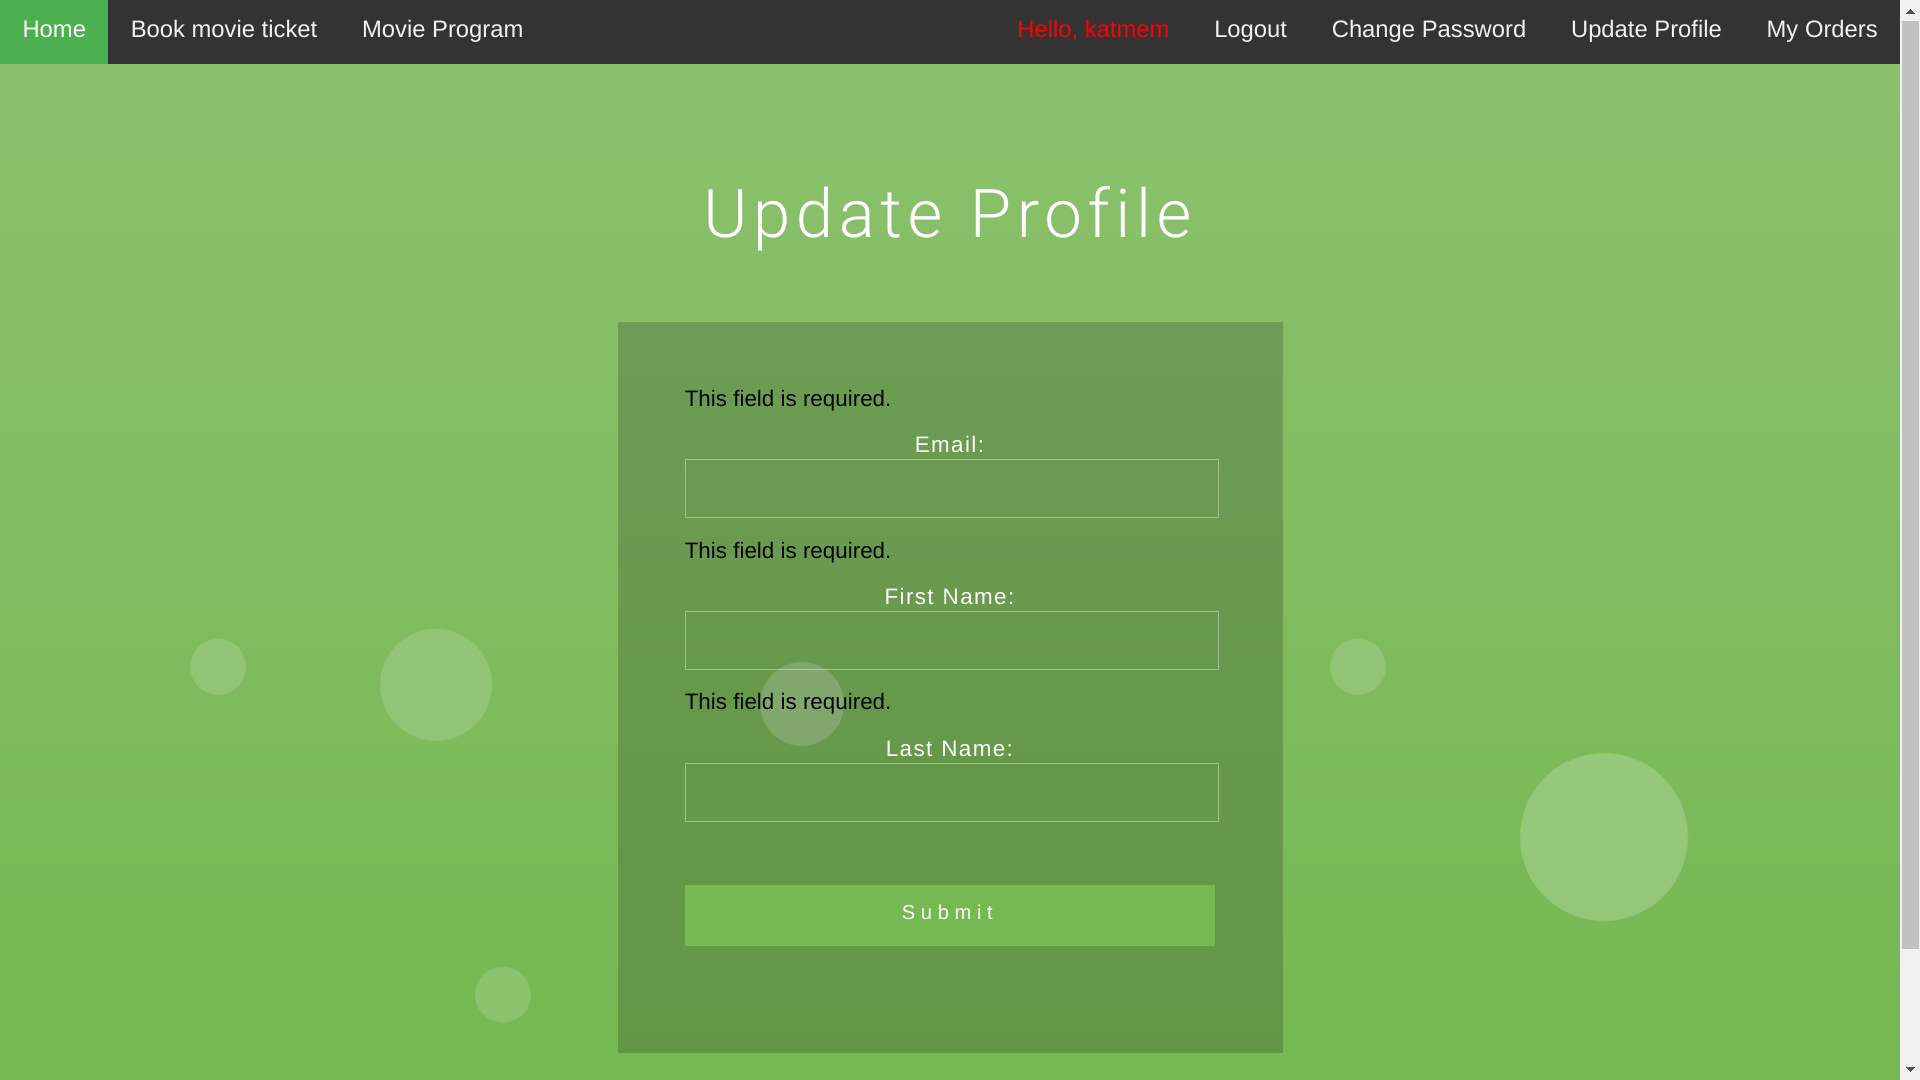 Home Book movie ticket Movie Program Hello, katmem Logout Change Password Update Profile My Orders
Update Profile
This field is required.
Email:
This field is required.
First Name:
This field is required.
Last Name:
Submit